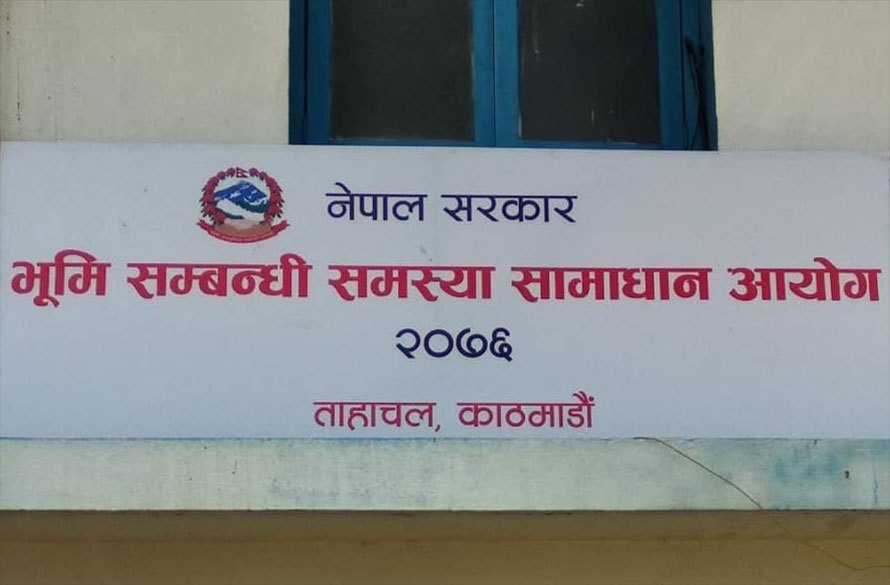 नेपाल सरकार
भूमि सम्बन्धी समस्या सामाधान आयोग
२०७६
ताहाचल, काठमाडौं